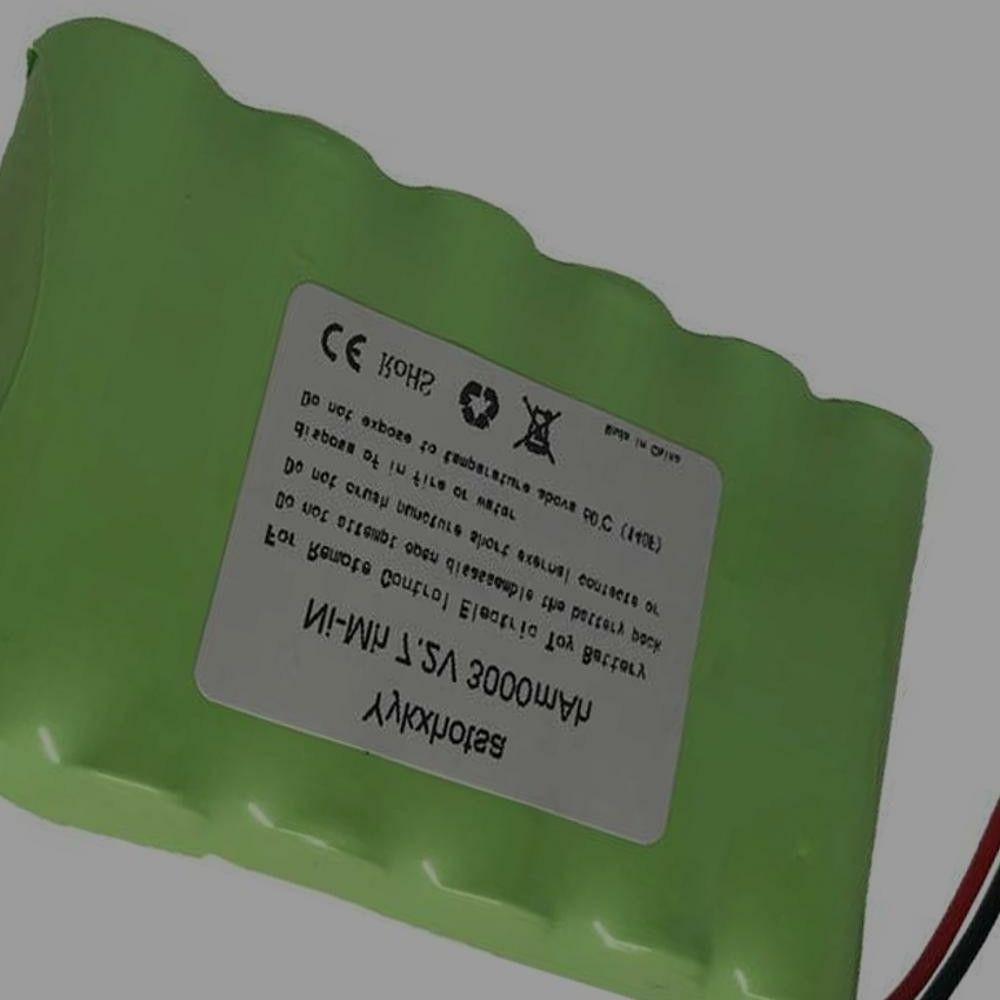 Yykxhotsa
Ni-Mh 7.2V 3000mAh
For Remote Control Electric Toy Battery
Do not attempt open disassamble the battery pack
Do not crush puncture short exernal contacts or
dispose of in fire or water
Do not expose to temperature above 60°C (140F)
CE RoHS Made in China